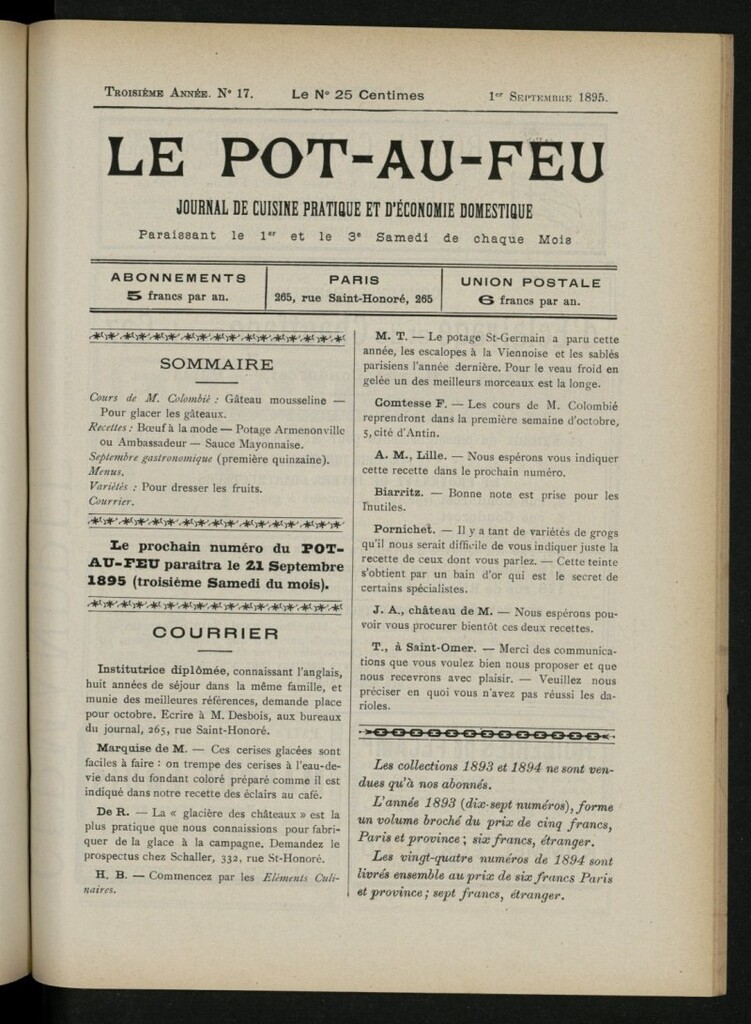 TROISIÈME ANNÉE. N° 17.
Le N° 25 Centimes
1er SEPTEMBRE 1895.
LE POT-AU-FEU
JOURNAL DE CUISINE PRATIQUE ET D'ÉCONOMIE DOMESTIQUE
Paraissant le 1er et le 3e Samedi de chaque Mois
ABONNEMENTS
5 francs par an.
PARIS
265, rue Saint-Honoré, 265
UNION POSTALE
6 francs par an.
SOMMAIRE
Cours de M. Colombié : Gâteau mousseline —
Pour glacer les gâteaux.
Recettes : Bœuf à la mode — Potage Armenonville
ou Ambassadeur — Sauce Mayonnaise.
Septembre gastronomique (première quinzaine).
Menus.
Variétés : Pour dresser les fruits.
Courrier.
Le prochain numéro du POT-
AU-FEU paraîtra le 21 Septembre
1895 (troisième Samedi du mois).
COURRIER
Institutrice diplômée, connaissant l'anglais,
huit années de séjour dans la même famille, et
munie des meilleures références, demande place
pour octobre. Ecrire à M. Desbois, aux bureaux
du journal, 265, rue Saint-Honoré.
Marquise de M. — Ces cerises glacées sont
faciles à faire : on trempe des cerises à l'eau-de-
vie dans du fondant coloré préparé comme il est
indiqué dans notre recette des éclairs au café.
De R. — La « glacière des châteaux » est la
plus pratique que nous connaissions pour fabri-
quer de la glace à la campagne. Demandez le
prospectus chez Schaller, 332, rue St-Honoré.
H. B. — Commencez par les Eléments Culi-
naires.
M. T. — Le potage St-Germain a paru cette
année, les escalopes à la Viennoise et les sablés
parisiens l'année dernière. Pour le veau froid en
gelée un des meilleurs morceaux est la longe.
Comtesse F. — Les cours de M. Colombié
reprendront dans la première semaine d'octobre,
5, cité d'Antin.
A. M., Lille. — Nous espérons vous indiquer
cette recette dans le prochain numéro.
Biarritz. — Bonne note est prise pour les
Inutiles.
Pornichet. — Il y a tant de variétés de grogs
qu'il nous serait difficile de vous indiquer juste la
recette de ceux dont vous parlez. — Cette teinte
s'obtient par un bain d'or qui est le secret de
certains spécialistes.
J. A., château de M. — Nous espérons pou-
voir vous procurer bientôt ces deux recettes.
T., à Saint-Omer. — Merci des communica-
tions que vous voulez bien nous proposer et que
nous recevrons avec plaisir. — Veuillez nous
préciser en quoi vous n'avez pas réussi les da-
rioles.
Les collections 1893 et 1894 ne sont ven-
dues qu'à nos abonnés.
L'année 1893 (dix-sept numéros), forme
un volume broché du prix de cinq francs,
Paris et province ; six francs, étranger.
Les vingt-quatre numéros de 1894 sont
livrés ensemble au prix de six francs Paris
et province ; sept francs, étranger.